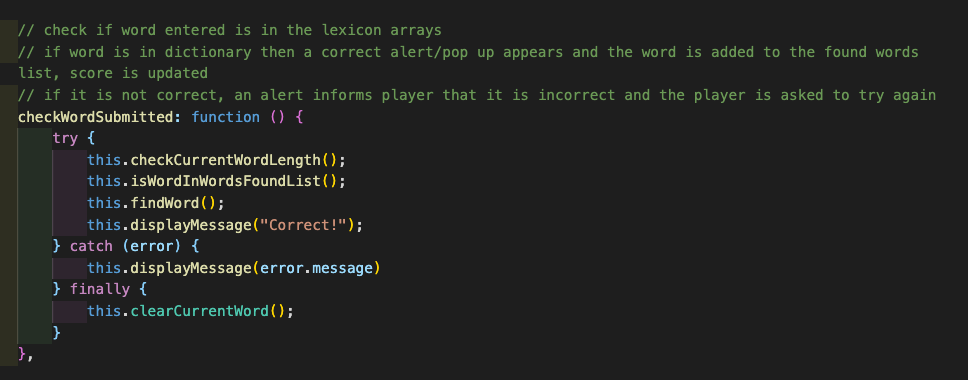 // check if word entered is in the lexicon arrays
// if word is in dictionary then a correct alert/pop up appears and the word is added to the found words
list, score is updated
// if it is not correct, an alert informs player that it is incorrect and the player is asked to try again
checkWordSubmitted: function () {
    try {
        this.checkCurrentWordLength();
        this.isWordInWordsFoundList();
        this.findWord();
        this.displayMessage("Correct!");
    } catch (error) {
        this.displayMessage(error.message)
    } finally {
        this.clearCurrentWord();
    }
},